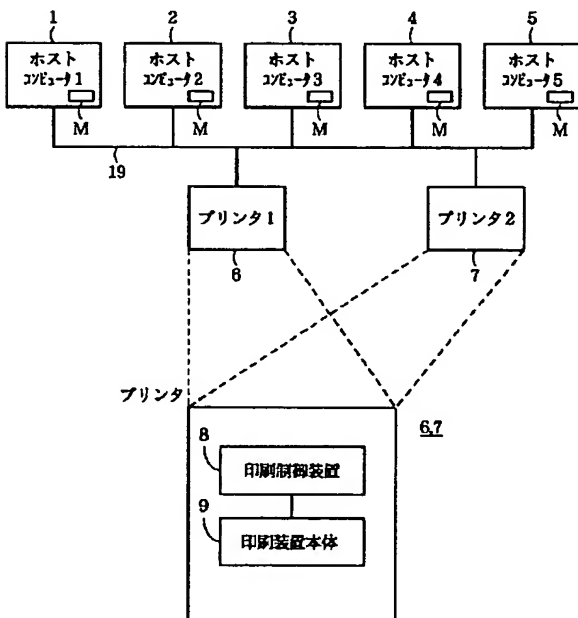 1 2 3 4 5
ホスト ホスト ホスト ホスト ホスト
コンピュータ1 コンピュータ2 コンピュータ3 コンピュータ4 コンピュータ5
M M M M M
19
プリンタ1 プリンタ2
6 7
プリンタ
6,7
8
印刷制御装置
9
印刷装置本体